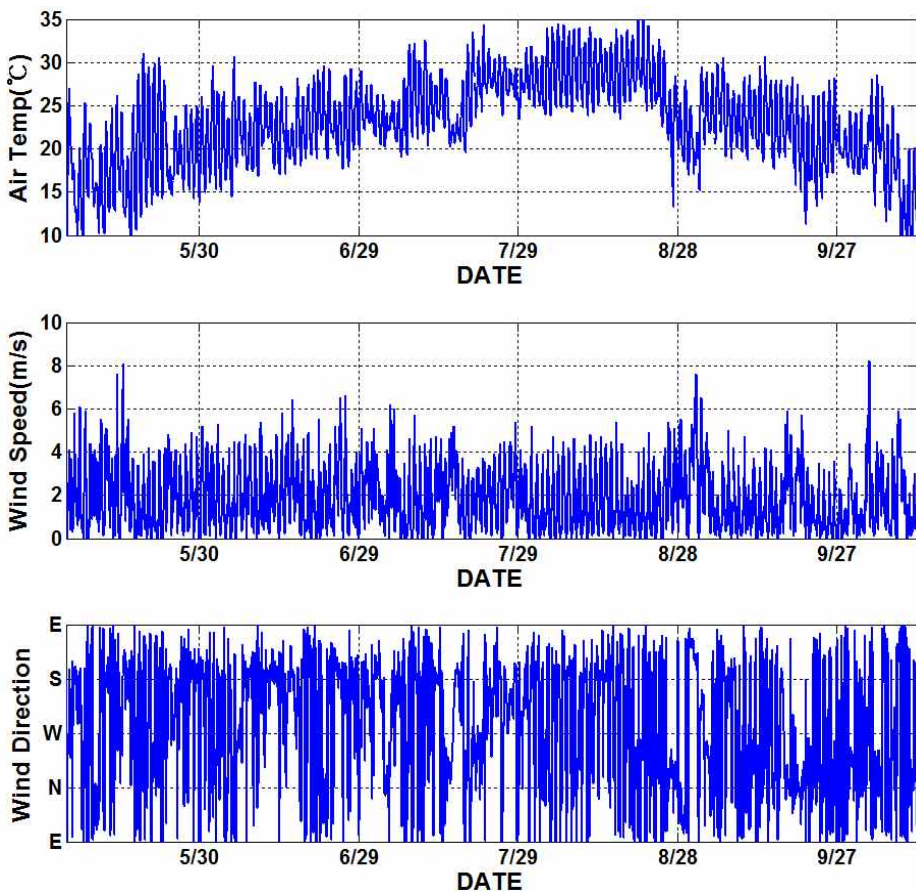 Air Temp(℃)
35
30
25
20
15
10
5/30 6/29 7/29 8/28 9/27
DATE
Wind Speed(m/s)
10
8
6
4
2
0
5/30 6/29 7/29 8/28 9/27
DATE
Wind Direction
E
S
W
N
E
5/30 6/29 7/29 8/28 9/27
DATE